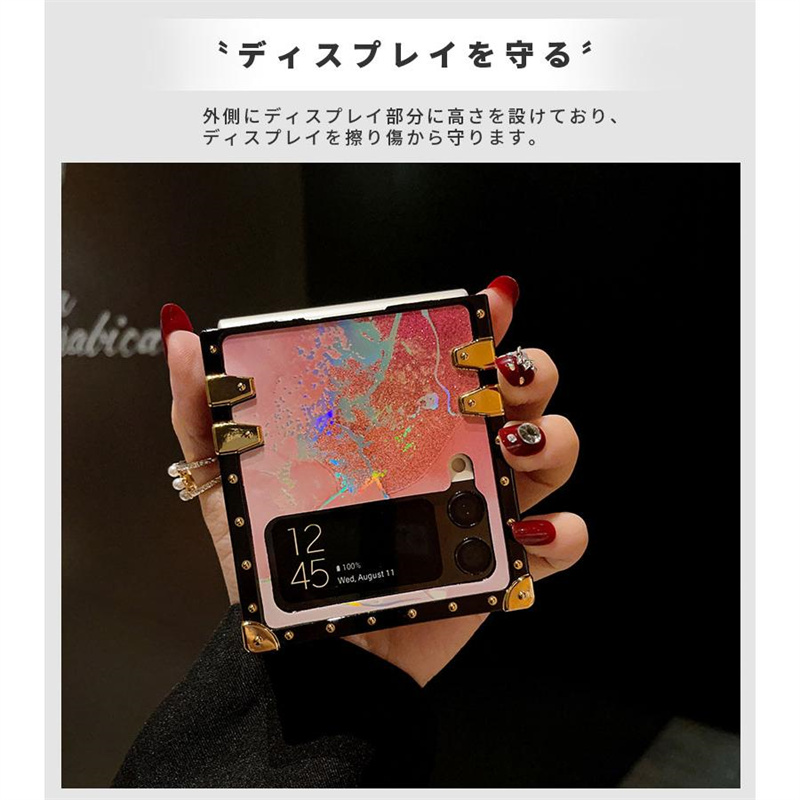 〝ディスプレイを守る〞
外側にディスプレイ部分に高さを設けており、
ディスプレイを擦り傷から守ります。
12
45
100%
Wed, August 11